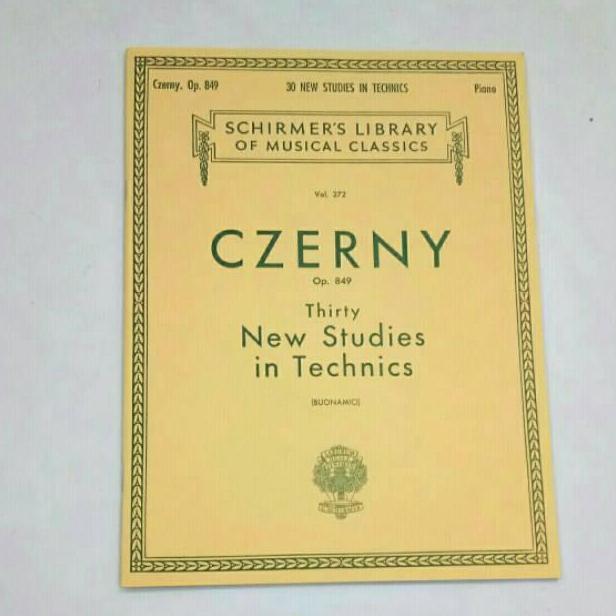 Czerny, Op. 849 30 NEW STUDIES IN TECHNICS Piano
SCHIRMER'S LIBRARY
OF MUSICAL CLASSICS
Vol. 272
CZERNY
Op. 849
Thirty
New Studies
in Technics
(BUONAMICI)